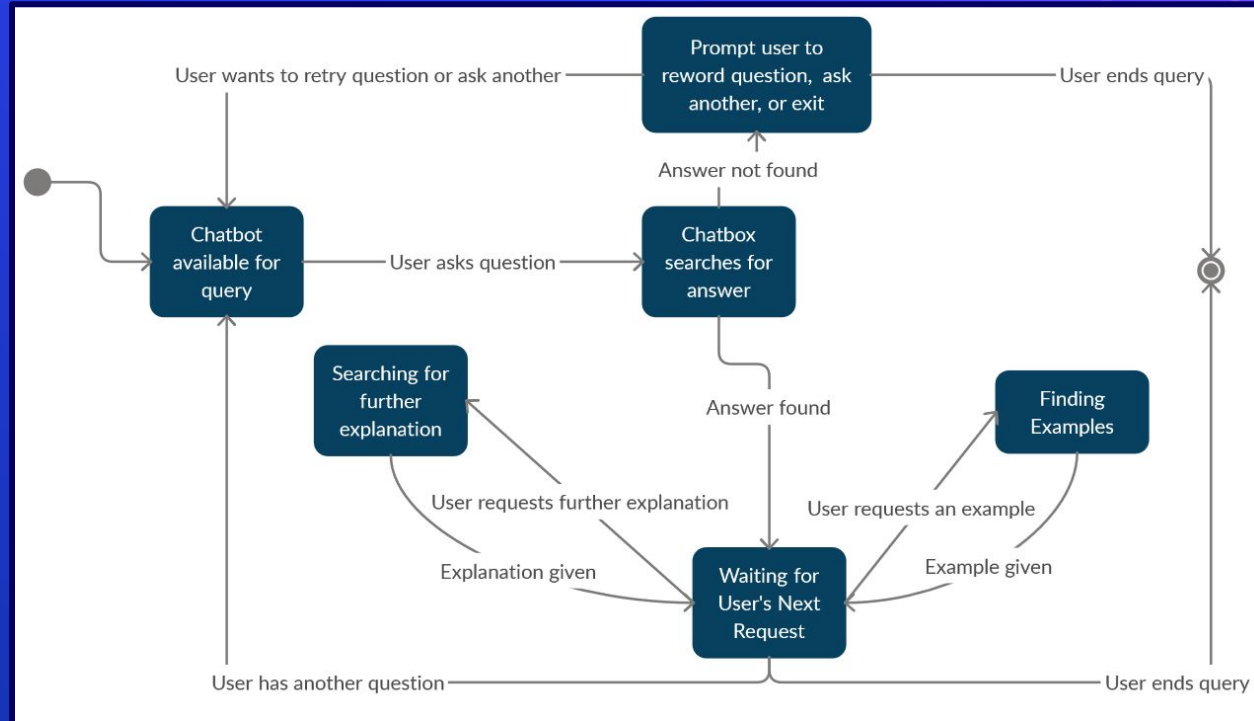 Prompt user to
reword question, ask
another, or exit
User wants to retry question or ask another
User ends query
Answer not found
Chatbot
available for
query
User asks question
Chatbox
searches for
answer
Searching for
further
explanation
Answer found
Finding
Examples
User requests further explanation
User requests an example
Explanation given
Example given
Waiting for
User's Next
Request
User has another question
User ends query